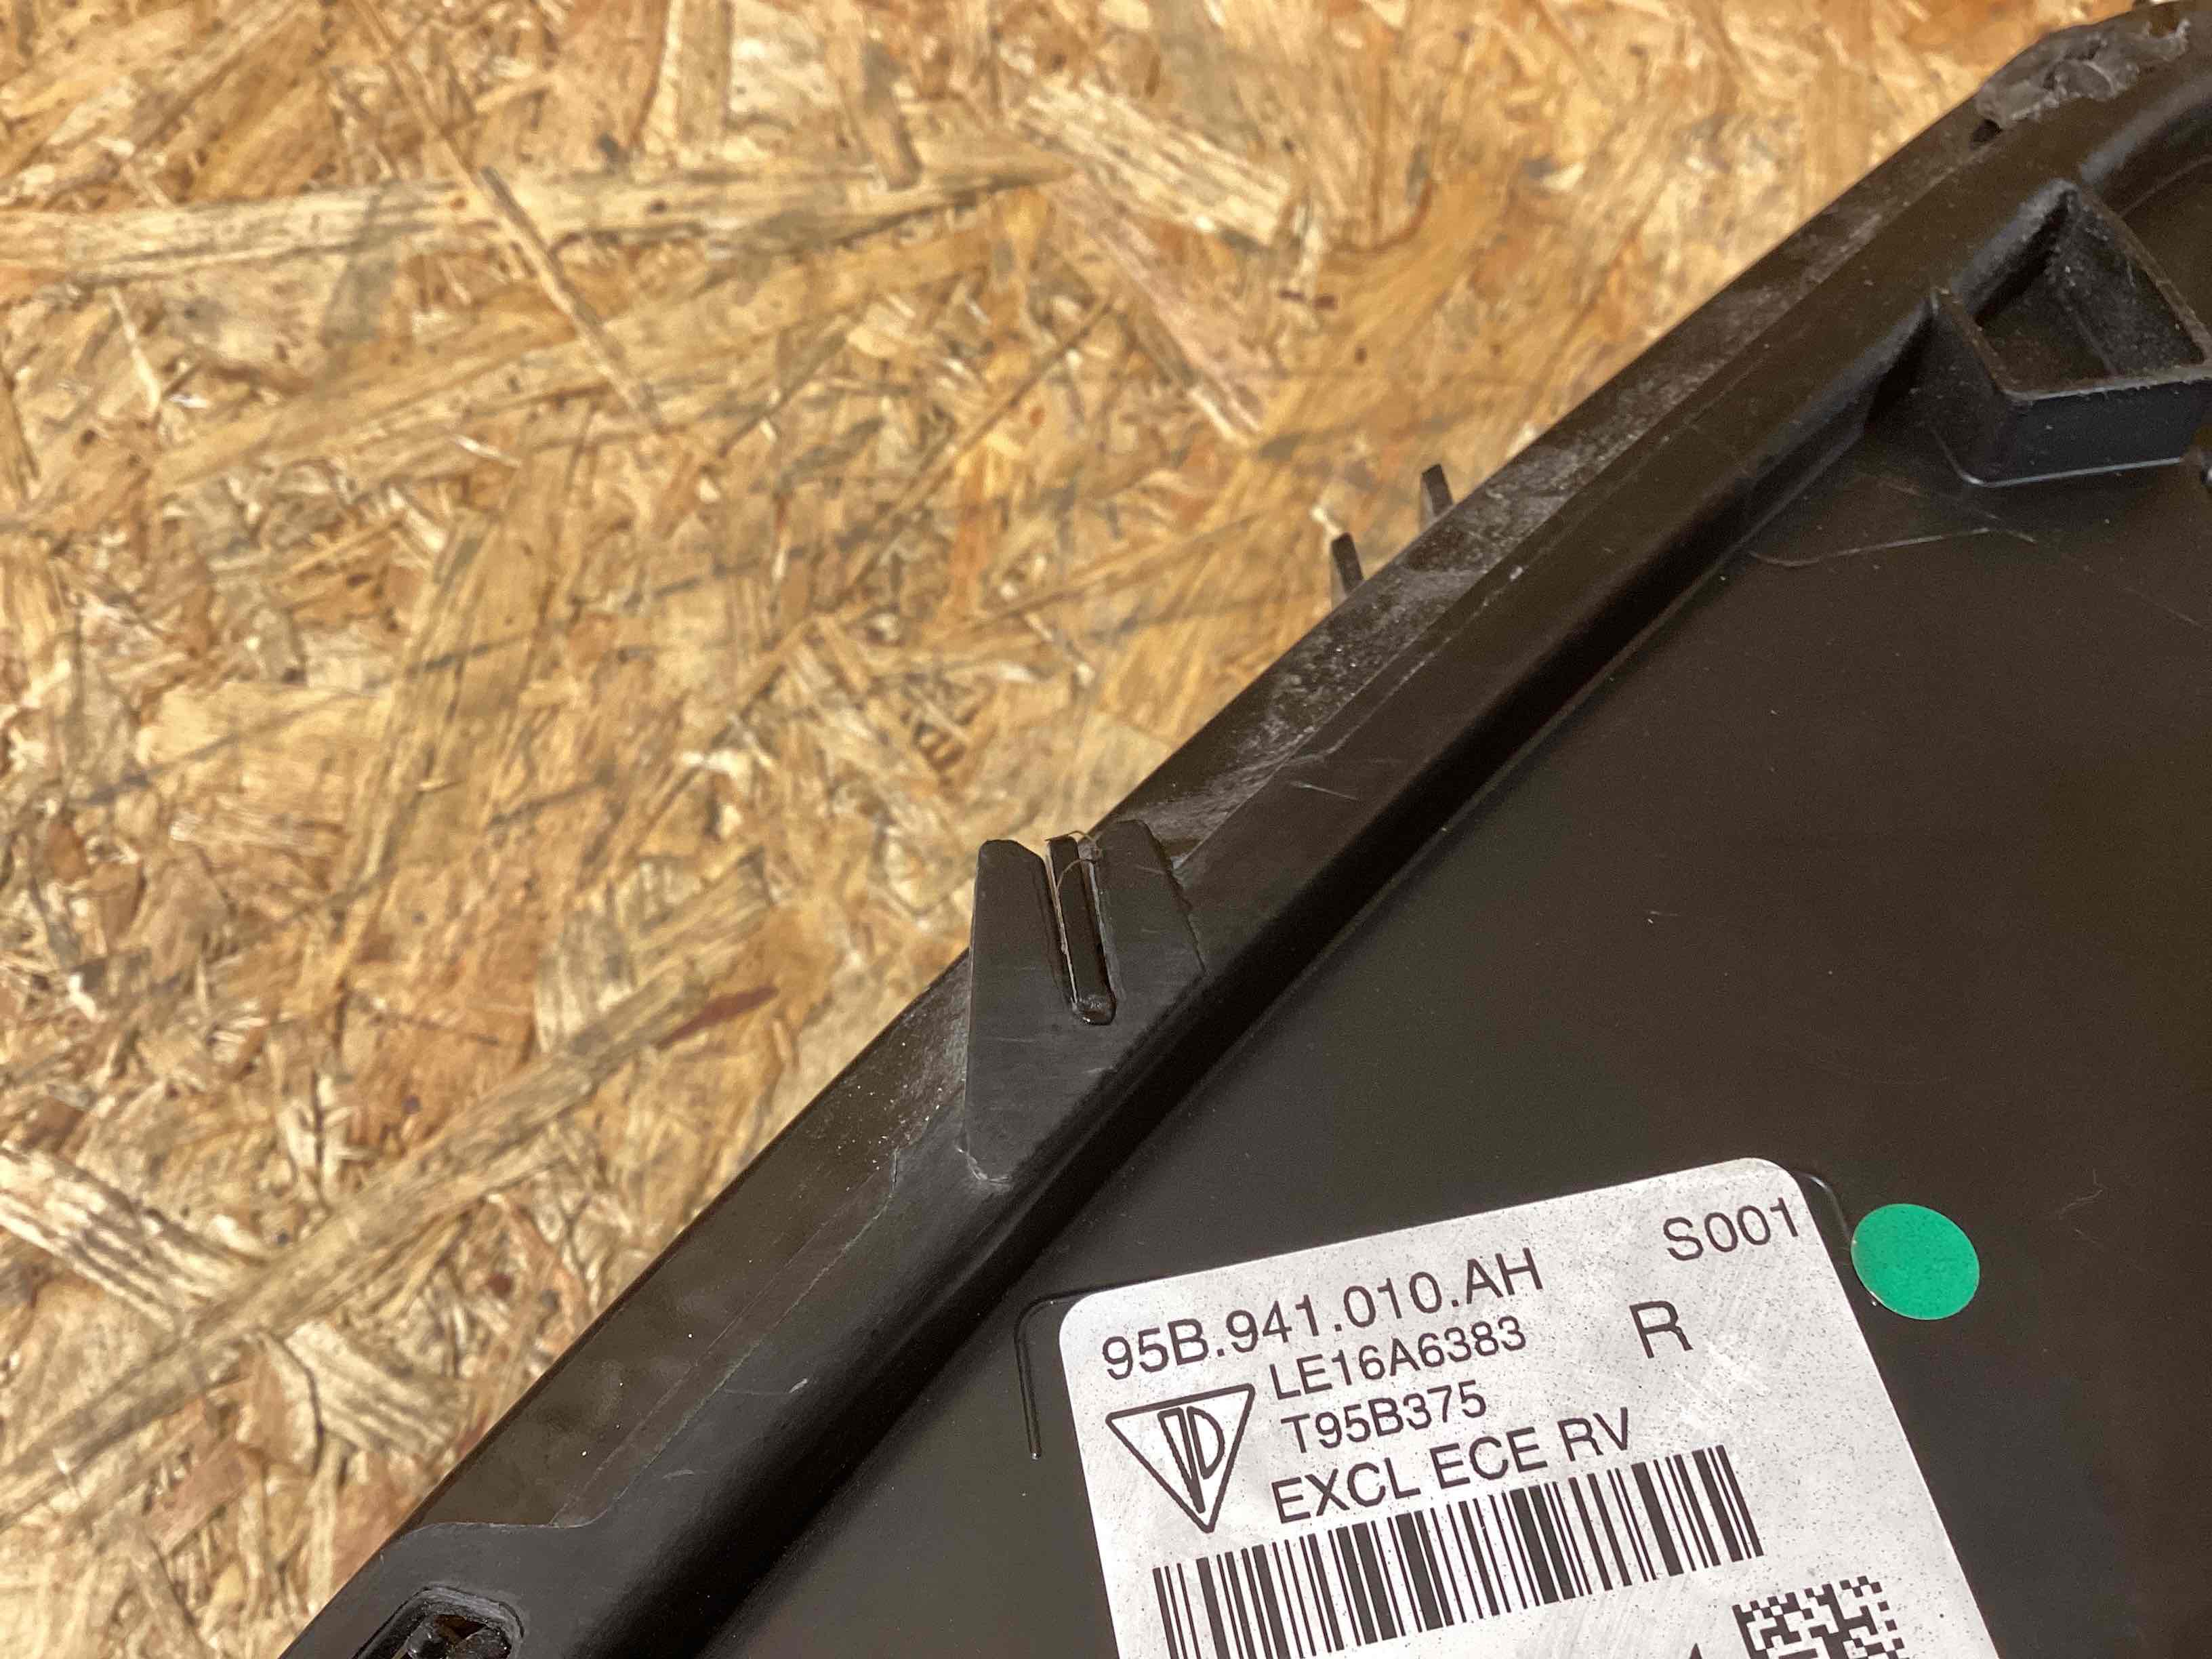 S001
95B.941.010.AH
LE16A6383 R
T95B375
EXCL ECE RV